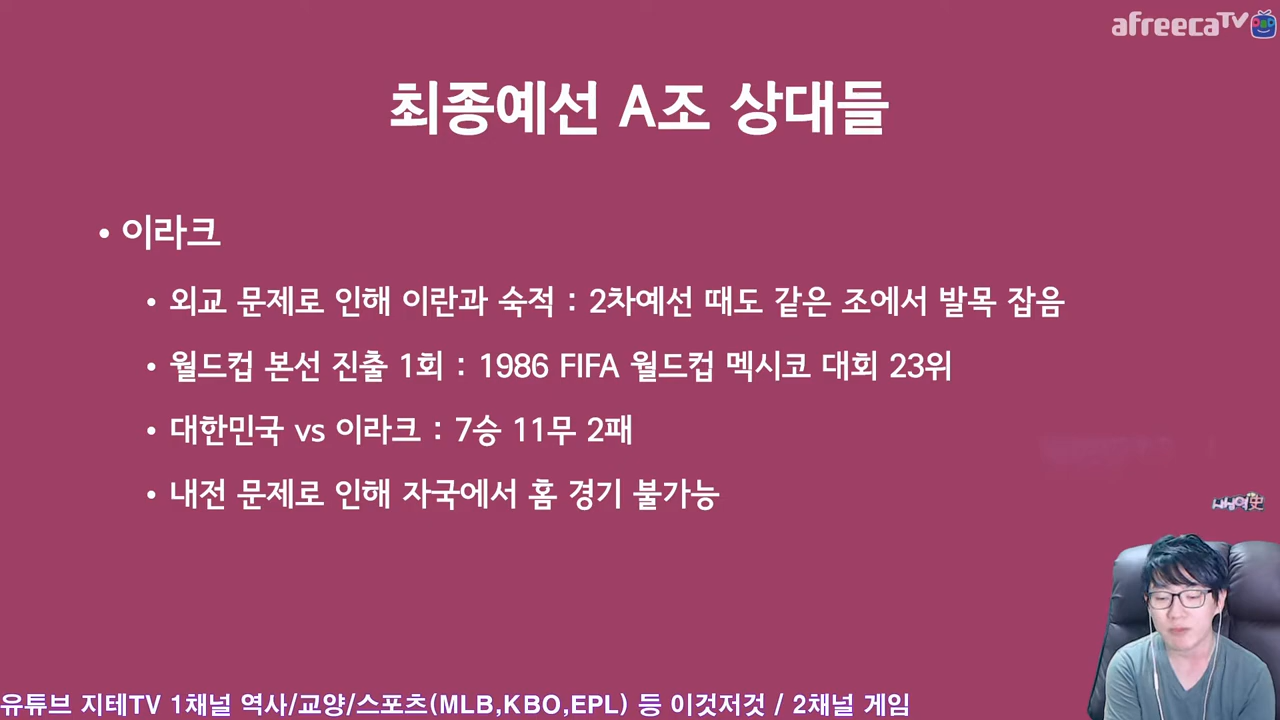 afreecaTV
최종예선 A조 상대들
• 이라크
• 외교 문제로 인해 이란과 숙적 : 2차예선 때도 같은 조에서 발목 잡음
• 월드컵 본선 진출 1회 : 1986 FIFA 월드컵 멕시코 대회 23위
• 대한민국 vs 이라크 : 7승 11무 2패
• 내전 문제로 인해 자국에서 홈 경기 불가능
유튜브 지테TV 1채널 역사/교양/스포츠(MLB,KBO,EPL) 등 이것저것 / 2채널 게임